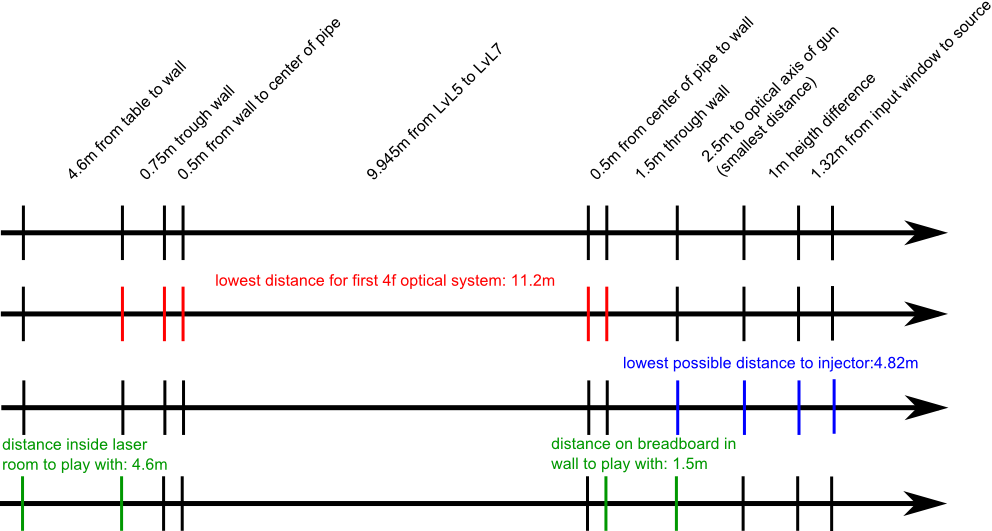 4.6m from table to wall
0.75m trough wall
0.5m from wall to center of pipe
9.945m from LvL5 to LvL7
0.5m from center of pipe to wall
1.5m through wall
2.5m to optical axis of gun
(smallest distance)
1m heigth difference
1.32m from input window to source
lowest distance for first 4f optical system: 11.2m
lowest possible distance to injector:4.82m
distance inside laser
room to play with: 4.6m
distance on breadboard in
wall to play with: 1.5m